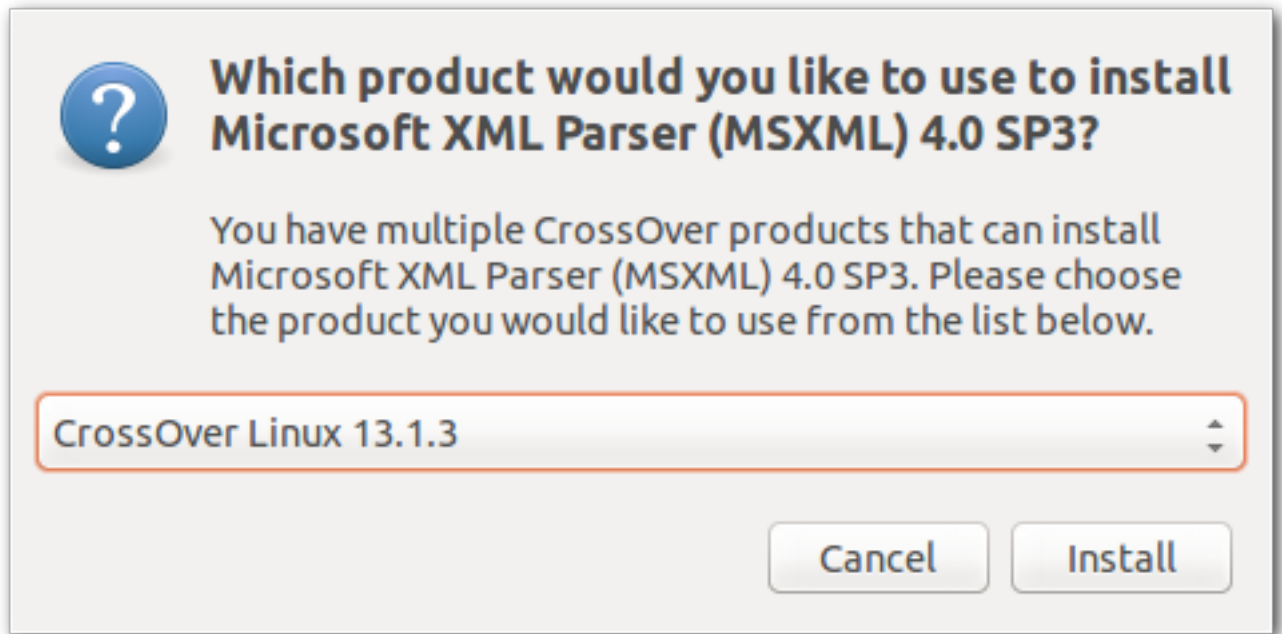 Which product would you like to use to install
Microsoft XML Parser (MSXML) 4.0 SP3?
You have multiple CrossOver products that can install
Microsoft XML Parser (MSXML) 4.0 SP3. Please choose
the product you would like to use from the list below.
CrossOver Linux 13.1.3
Cancel Install